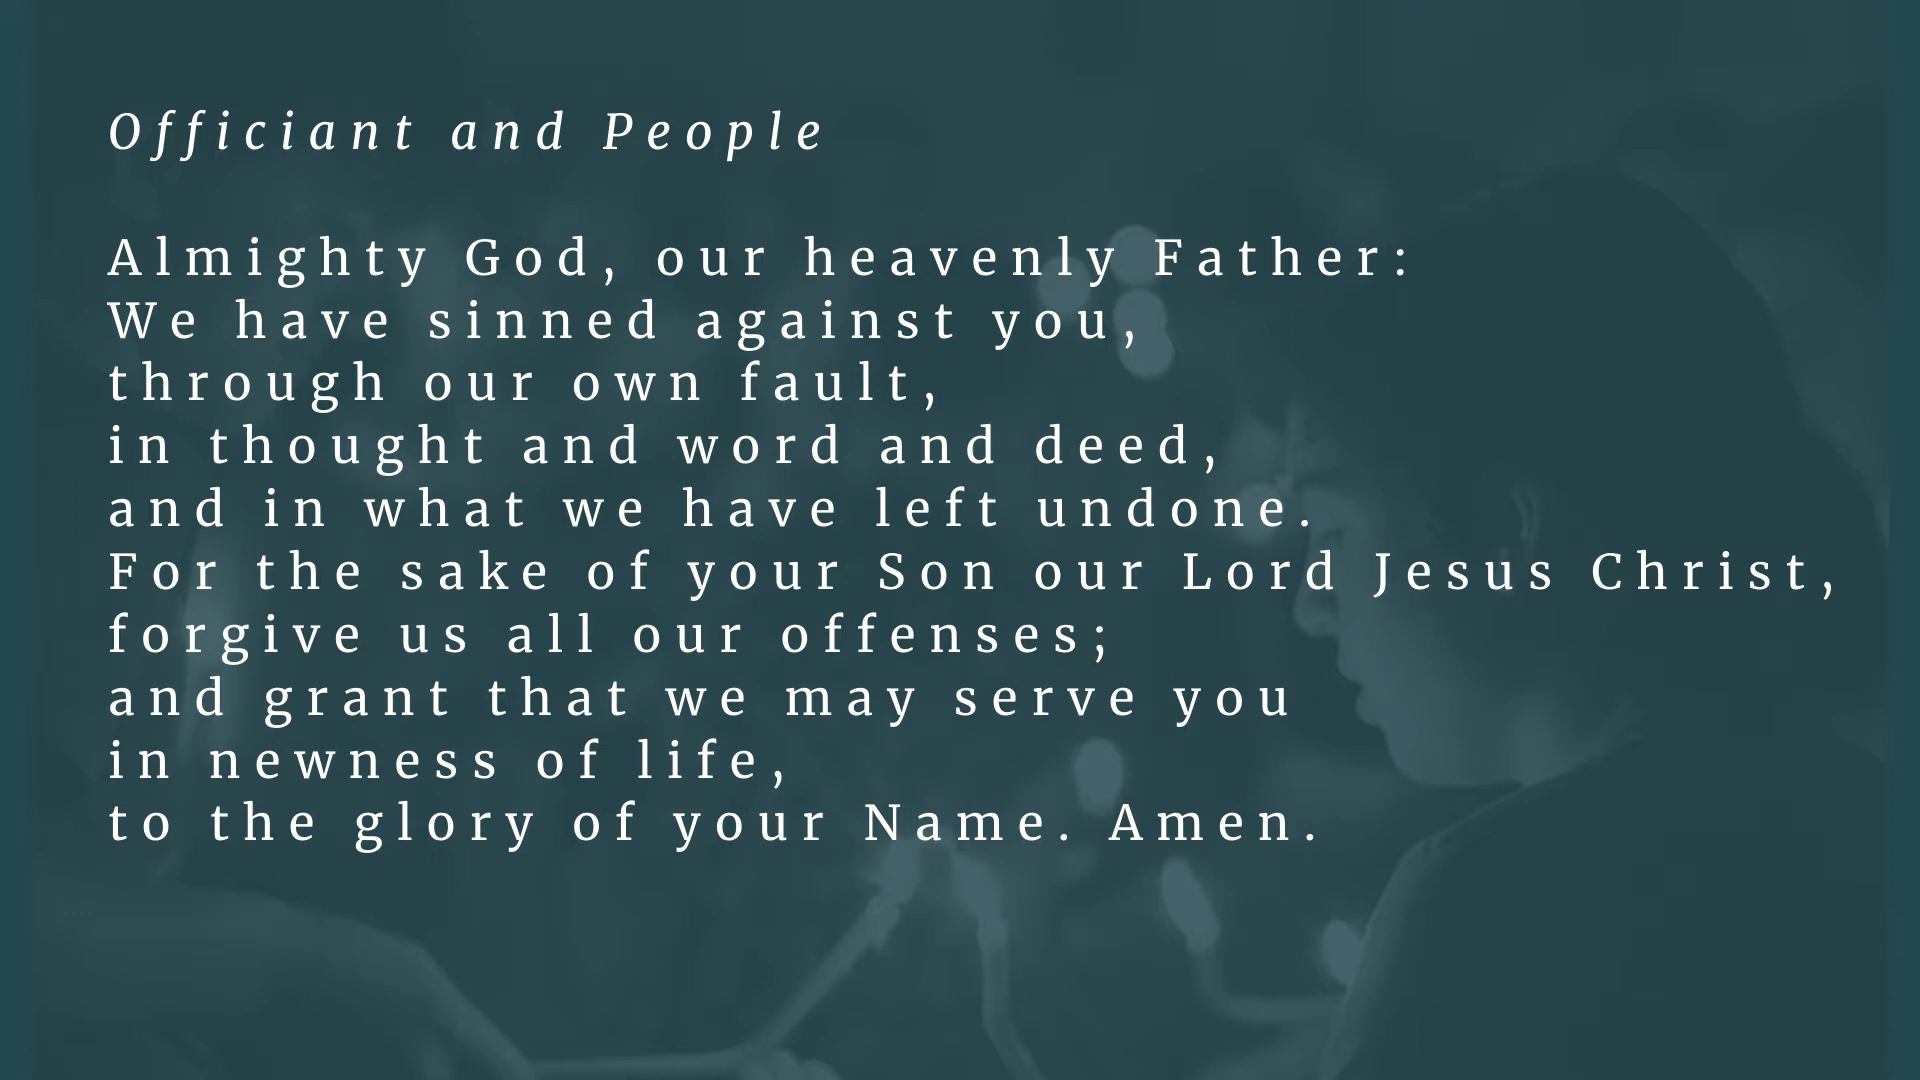 Officiant and People
Almighty God, our heavenly Father:
We have sinned against you,
through our own fault,
in thought and word and deed,
and in what we have left undone.
For the sake of your Son our Lord Jesus Christ,
forgive us all our offenses;
and grant that we may serve you
in newness of life,
to the glory of your Name. Amen.